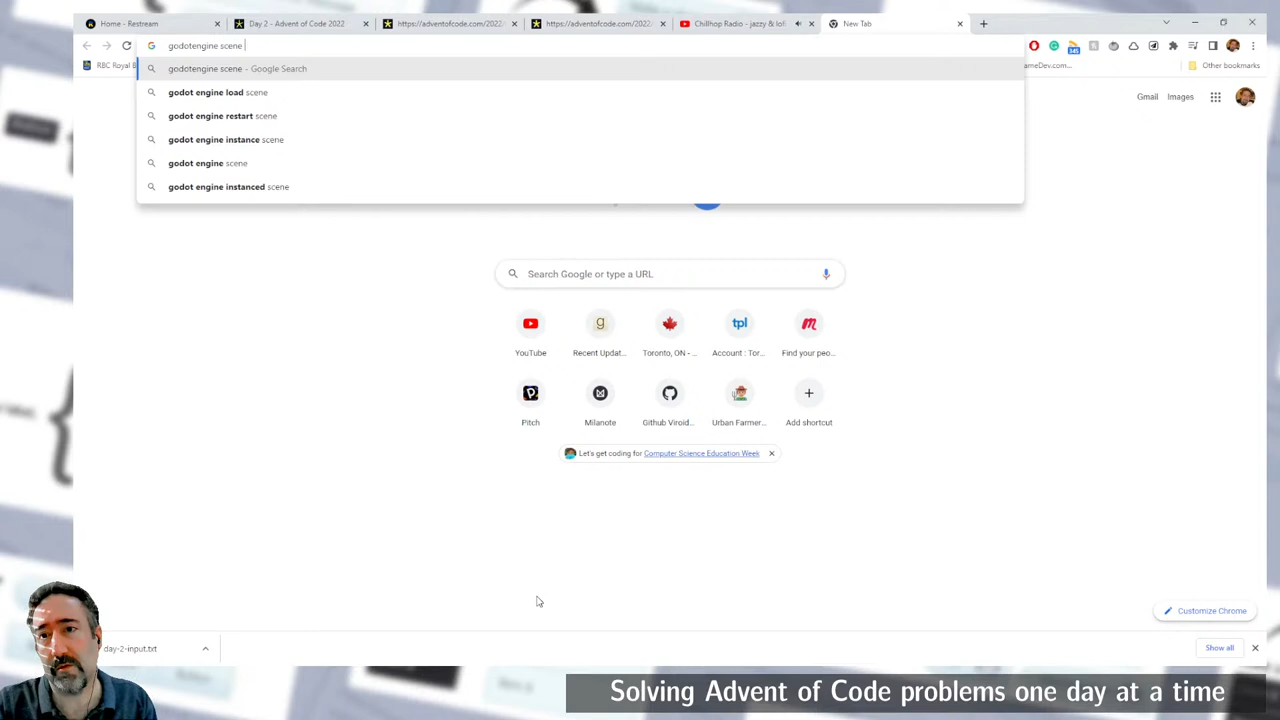 Home - Restream
Day 2 - Advent of Code 2022
https://adventofcode.com/2022/
https://adventofcode.com/2022/
Chillhop Radio - jazzy & lofi
New Tab
godotengine scene
RBC Royal B
ameDev.com...
Other bookmarks
godotengine scene - Google Search
godot engine load scene
godot engine restart scene
godot engine instance scene
godot engine scene
godot engine instanced scene
Gmail
Images
Search Google or type a URL
YouTube
Recent Updat...
Toronto, ON - ...
Account : Tor...
Find your peo...
Pitch
Milanote
Github Viroid...
Urban Farmer...
Add shortcut
Let's get coding for Computer Science Education Week
Customize Chrome
day-2-input.txt
Show all
Solving Advent of Code problems one day at a time